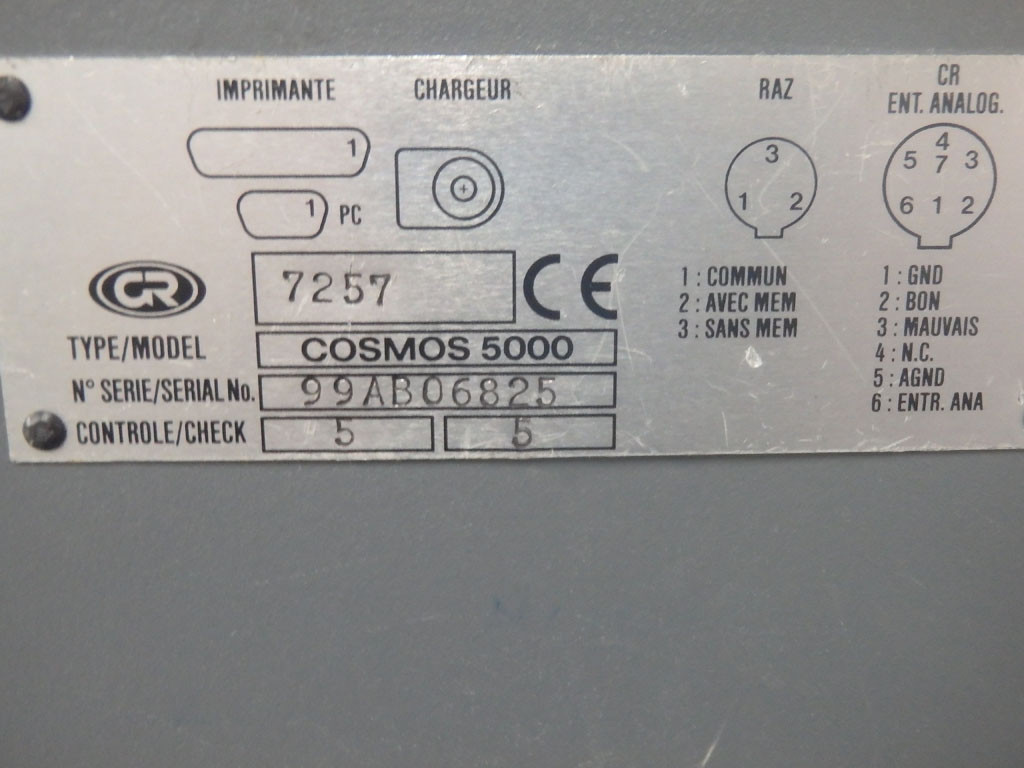 IMPRIMANTE
CHARGEUR
RAZ
CR
ENT. ANALOG.
1
1 PC
3
1 2
4
5 7 3
6 1 2
CR
7257
CE
TYPE/MODEL COSMOS 5000
N° SERIE/SERIAL No. 99AB06825
CONTROLE/CHECK 5 5
1 : COMMUN
2 : AVEC MEM
3 : SANS MEM
1 : GND
2 : BON
3 : MAUVAIS
4 : N.C.
5 : AGND
6 : ENTR. ANA